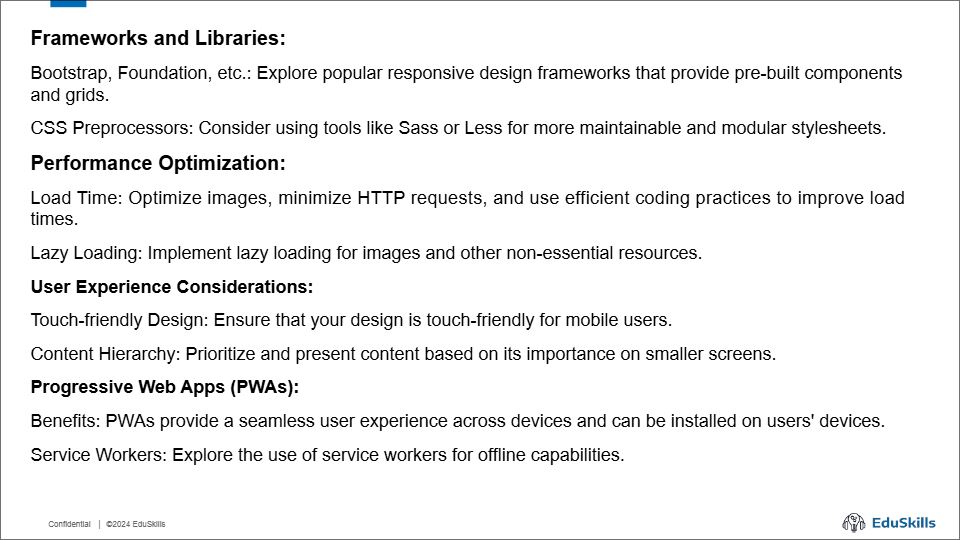 Frameworks and Libraries:
Bootstrap, Foundation, etc.: Explore popular responsive design frameworks that provide pre-built components
and grids.
CSS Preprocessors: Consider using tools like Sass or Less for more maintainable and modular stylesheets.
Performance Optimization:
Load Time: Optimize images, minimize HTTP requests, and use efficient coding practices to improve load
times.
Lazy Loading: Implement lazy loading for images and other non-essential resources.
User Experience Considerations:
Touch-friendly Design: Ensure that your design is touch-friendly for mobile users.
Content Hierarchy: Prioritize and present content based on its importance on smaller screens.
Progressive Web Apps (PWAs):
Benefits: PWAs provide a seamless user experience across devices and can be installed on users' devices.
Service Workers: Explore the use of service workers for offline capabilities.
Confidential | ©2024 EduSkills
EduSkills